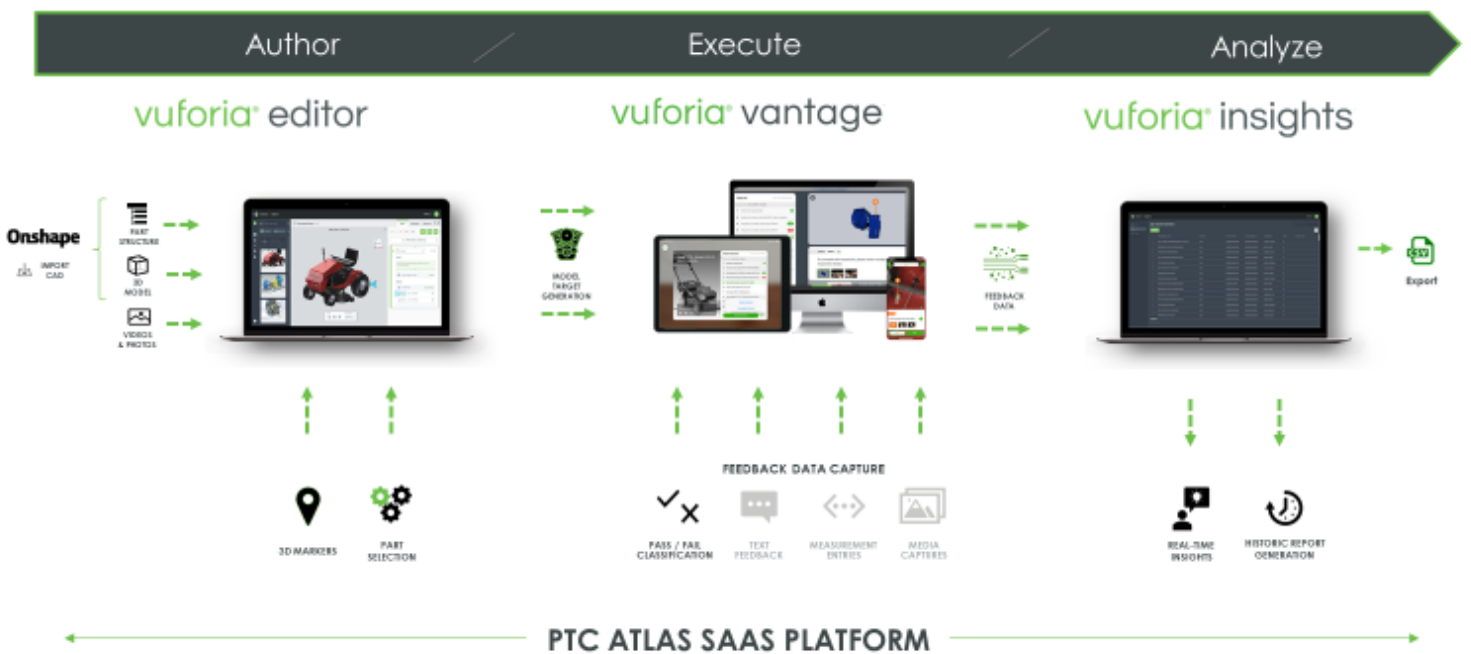 Author
Execute
Analyze
vuforia® editor
vuforia® vantage
vuforia® insights
Onshape
IMPORT
CAD
PART
STRUCTURE
3D
MODEL
VIDEOS
& PHOTOS
MODEL
TARGET
GENERATION
FEEDBACK
DATA
CSV
Export
3D MARKERS
PART
SELECTION
FEEDBACK DATA CAPTURE
PASS / FAIL
CLASSIFICATION
TEXT
FEEDBACK
MEASUREMENT
ENTRIES
MEDIA
CAPTURES
REAL-TIME
INSIGHTS
HISTORIC REPORT
GENERATION
PTC ATLAS SAAS PLATFORM